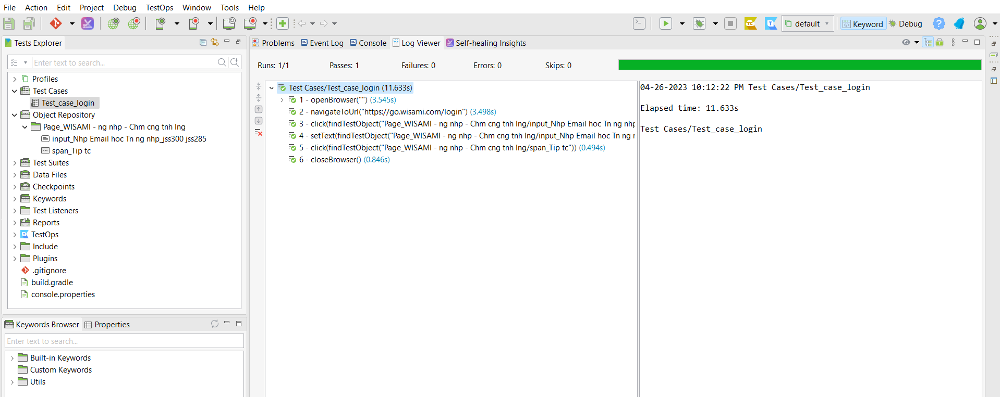 File Action Edit Project Debug TestOps Window Tools Help
default Keyword Debug
Tests Explorer
Enter text to search...
Profiles
Test Cases
Test_case_login
Object Repository
Page_WISAMI - ng nhp - Chm cng tnh lng
input_Nhp Email hoc Tn ng nhp_jss300 jss285
span_Tip tc
Test Suites
Data Files
Checkpoints
Keywords
Test Listeners
Reports
TestOps
Include
Plugins
.gitignore
build.gradle
console.properties
Keywords Browser Properties
Enter text to search...
Built-in Keywords
Custom Keywords
Utils
Problems Event Log Console Log Viewer Self-healing Insights
Runs: 1/1 Passes: 1 Failures: 0 Errors: 0 Skips: 0
Test Cases/Test_case_login (11.633s)
1 - openBrowser("") (3.545s)
2 - navigateToUrl("https://go.wisami.com/login") (3.498s)
3 - click(findTestObject("Page_WISAMI - ng nhp - Chm cng tnh lng/input_Nhp Email hoc Tn ng nhp
4 - setText(findTestObject("Page_WISAMI - ng nhp - Chm cng tnh lng/input_Nhp Email hoc Tn ng
5 - click(findTestObject("Page_WISAMI - ng nhp - Chm cng tnh lng/span_Tip tc")) (0.494s)
6 - closeBrowser() (0.846s)
04-26-2023 10:12:22 PM Test Cases/Test_case_login
Elapsed time: 11.633s
Test Cases/Test_case_login